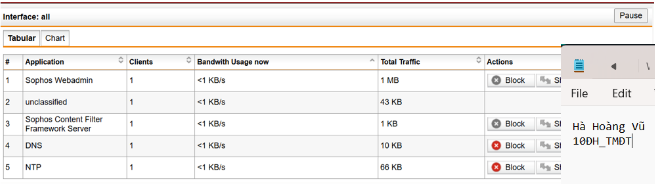 Interface: all
Pause
Tabular Chart
# Application Clients Bandwith Usage now Total Traffic Actions
1 Sophos Webadmin 1 <1 KB/s 1 MB Block
2 unclassified 1 <1 KB/s 43 KB
3 Sophos Content Filter Framework Server 1 <1 KB/s 1 KB Block
4 DNS 1 <1 KB/s 10 KB Block
5 NTP 1 <1 KB/s 66 KB Block
File Edit
Hà Hoàng Vũ
10ĐH_TMĐT